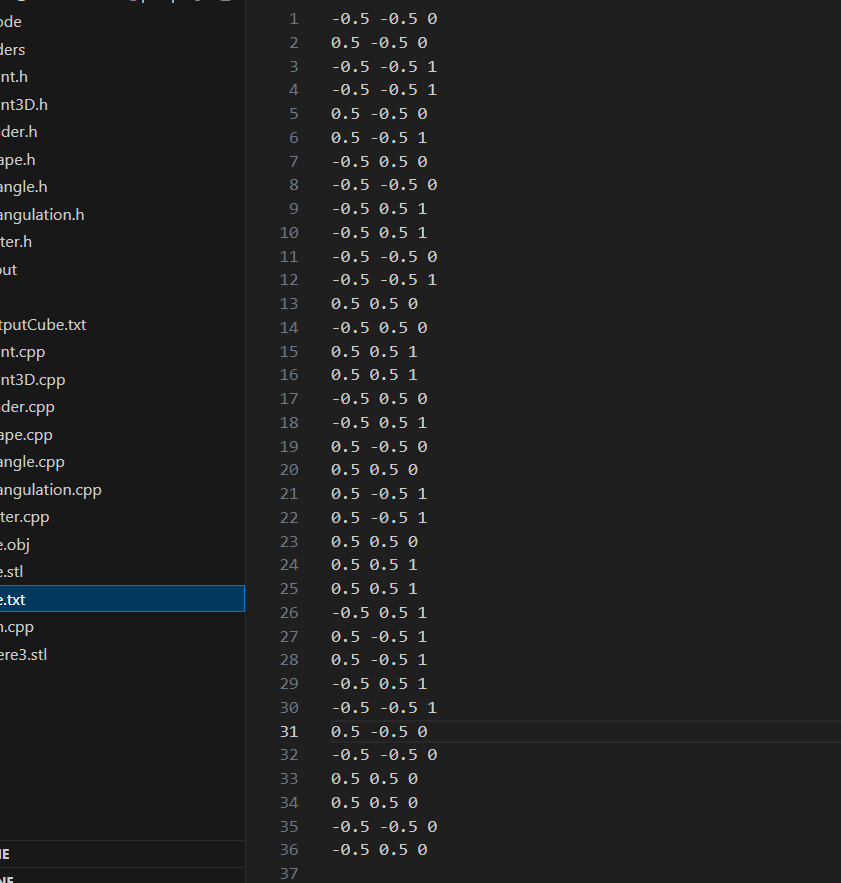 ode
ders
nt.h
nt3D.h
der.h
ape.h
angle.h
angulation.h
ter.h
out
tputCube.txt
nt.cpp
nt3D.cpp
der.cpp
ape.cpp
angle.cpp
angulation.cpp
ter.cpp
e.obj
e.stl
e.txt
n.cpp
ere3.stl
1 -0.5 -0.5 0
2 0.5 -0.5 0
3 -0.5 -0.5 1
4 -0.5 -0.5 1
5 0.5 -0.5 0
6 0.5 -0.5 1
7 -0.5 0.5 0
8 -0.5 -0.5 0
9 -0.5 0.5 1
10 -0.5 0.5 1
11 -0.5 -0.5 0
12 -0.5 -0.5 1
13 0.5 0.5 0
14 -0.5 0.5 0
15 0.5 0.5 1
16 0.5 0.5 1
17 -0.5 0.5 0
18 -0.5 0.5 1
19 0.5 -0.5 0
20 0.5 0.5 0
21 0.5 -0.5 1
22 0.5 -0.5 1
23 0.5 0.5 0
24 0.5 0.5 1
25 0.5 0.5 1
26 -0.5 0.5 1
27 0.5 -0.5 1
28 0.5 -0.5 1
29 -0.5 0.5 1
30 -0.5 -0.5 1
31 0.5 -0.5 0
32 -0.5 -0.5 0
33 0.5 0.5 0
34 0.5 0.5 0
35 -0.5 -0.5 0
36 -0.5 0.5 0
37